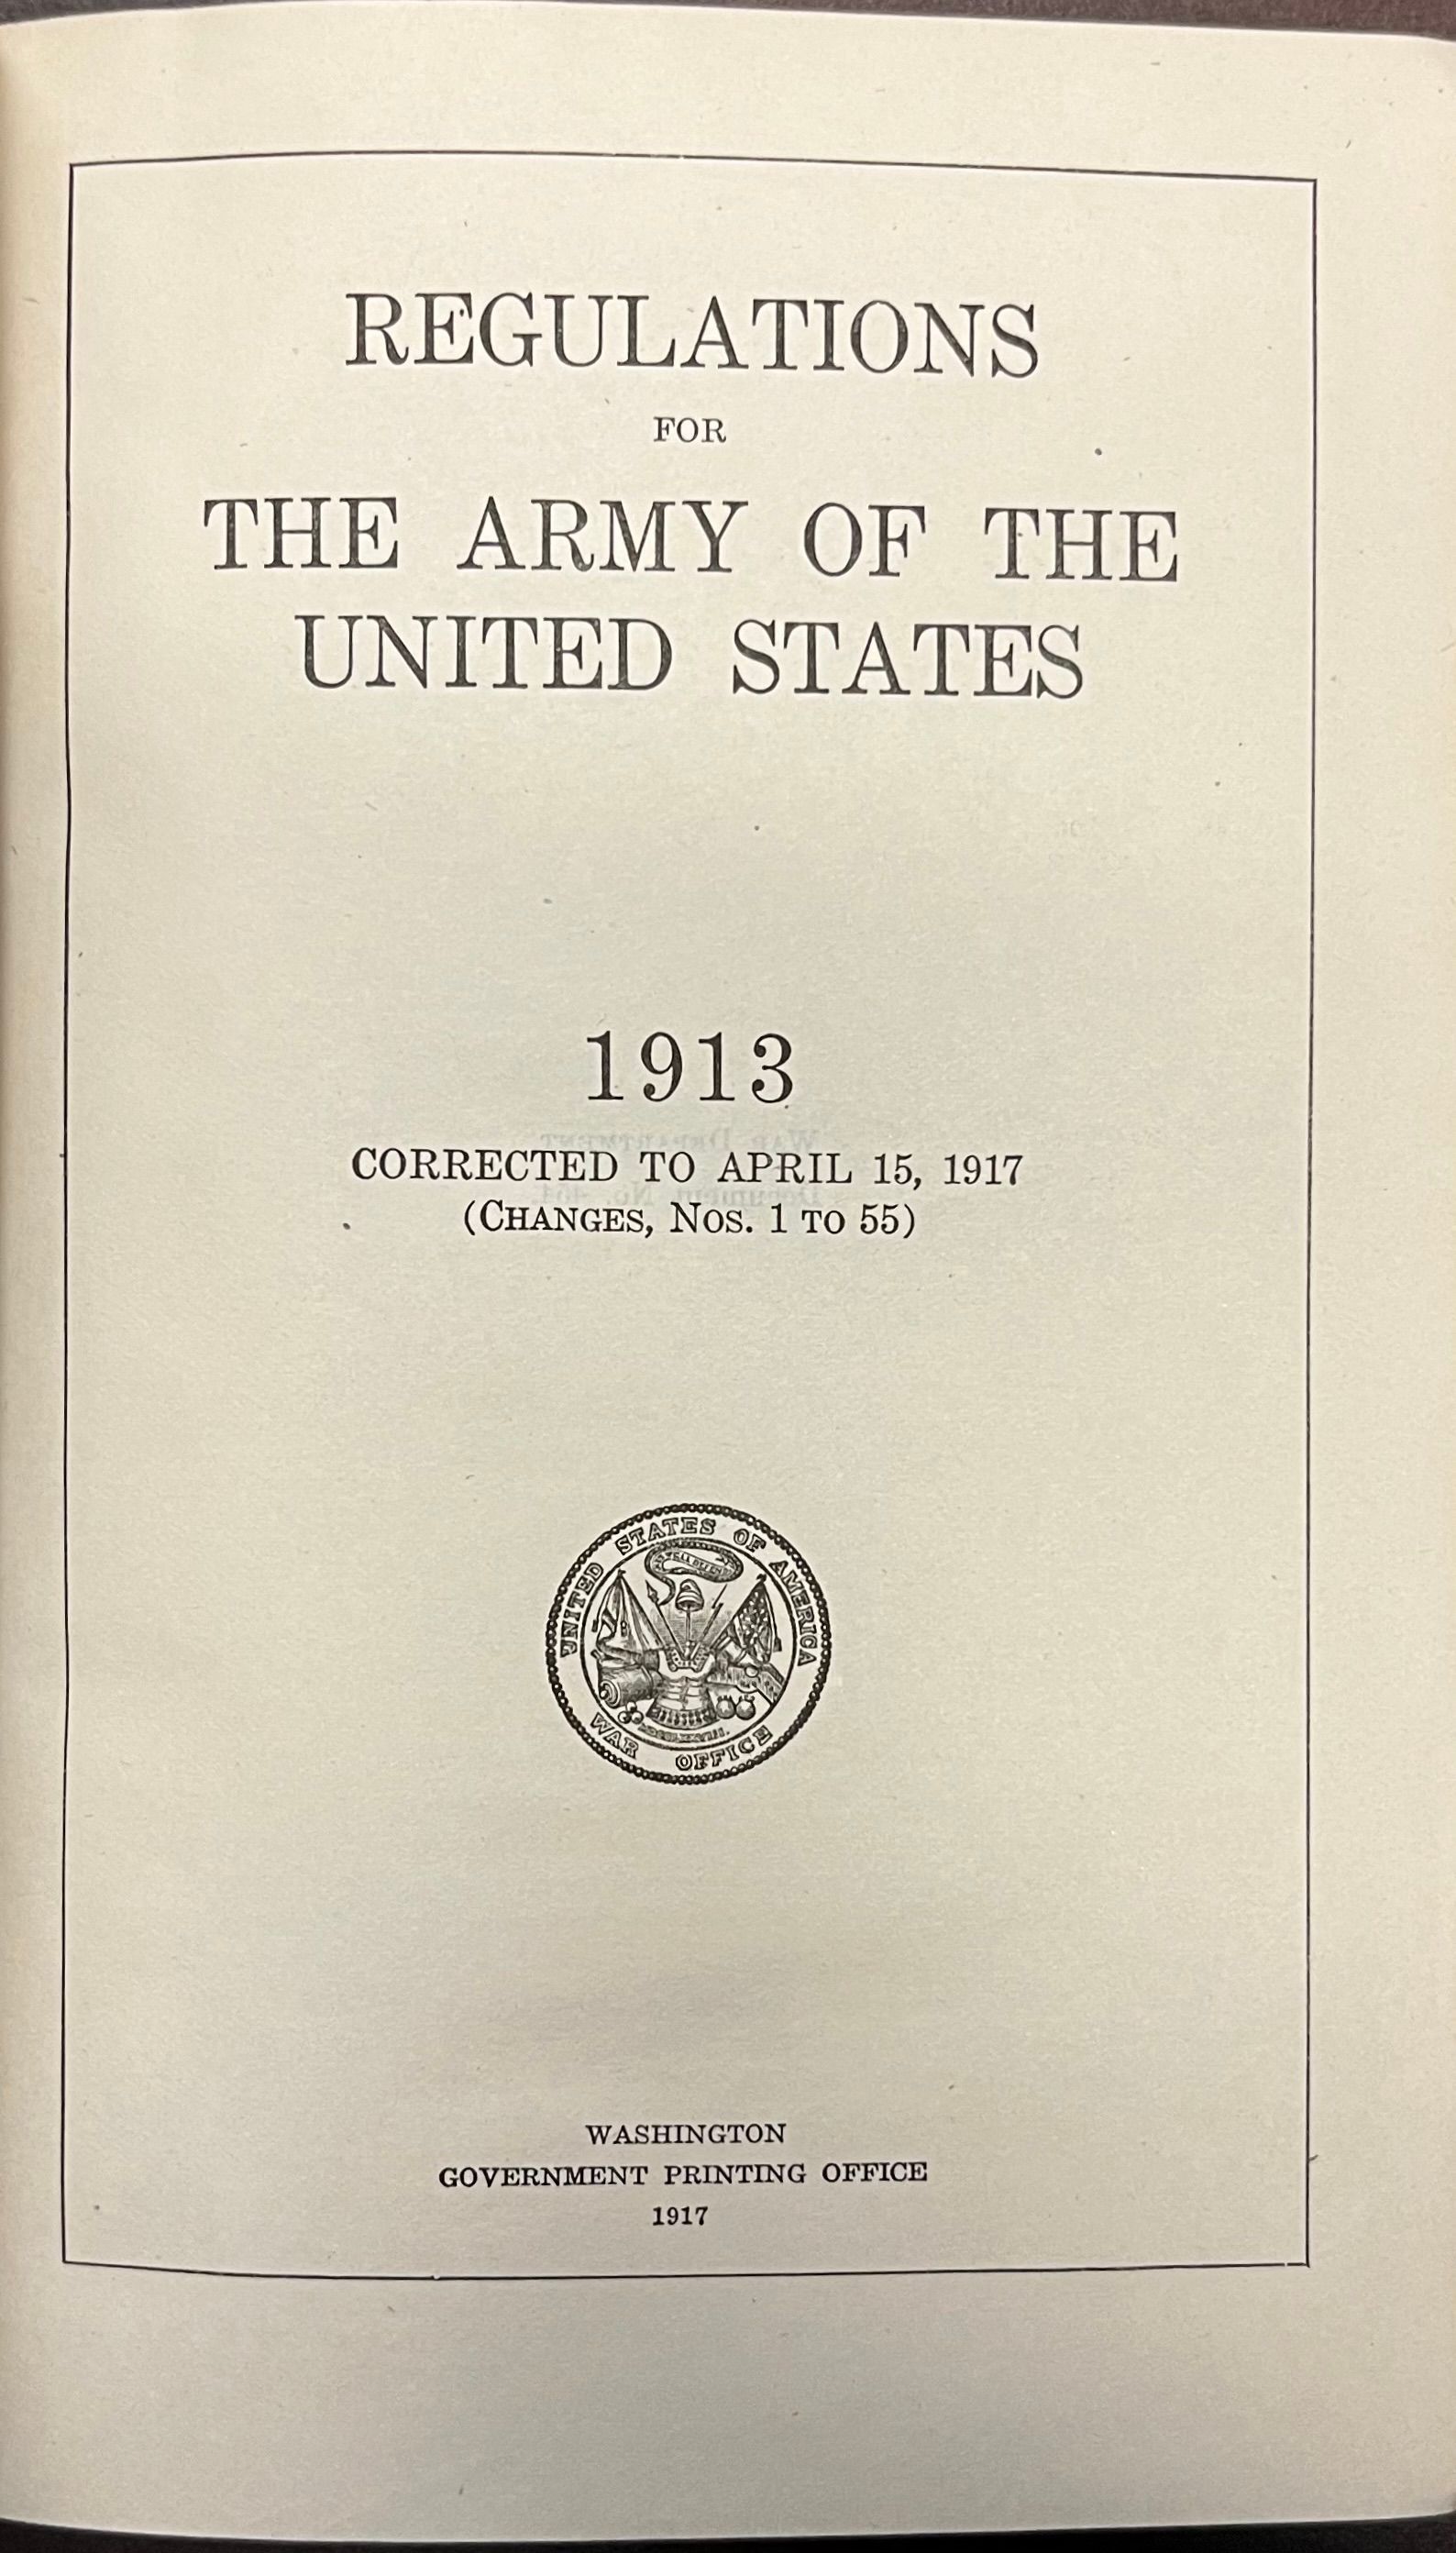 REGULATIONS
FOR
THE ARMY OF THE
UNITED STATES
1913
CORRECTED TO APRIL 15, 1917
(CHANGES, NOS. 1 TO 55)
UNITED STATES OF AMERICA
WAR OFFICE
WASHINGTON
GOVERNMENT PRINTING OFFICE
1917